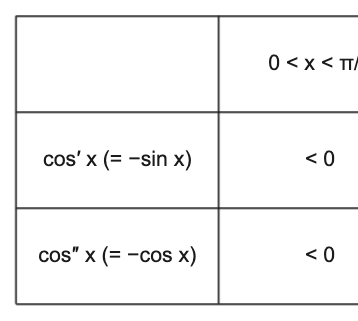 0 < x < π/
cos′ x (= −sin x)
< 0
cos″ x (= −cos x)
< 0